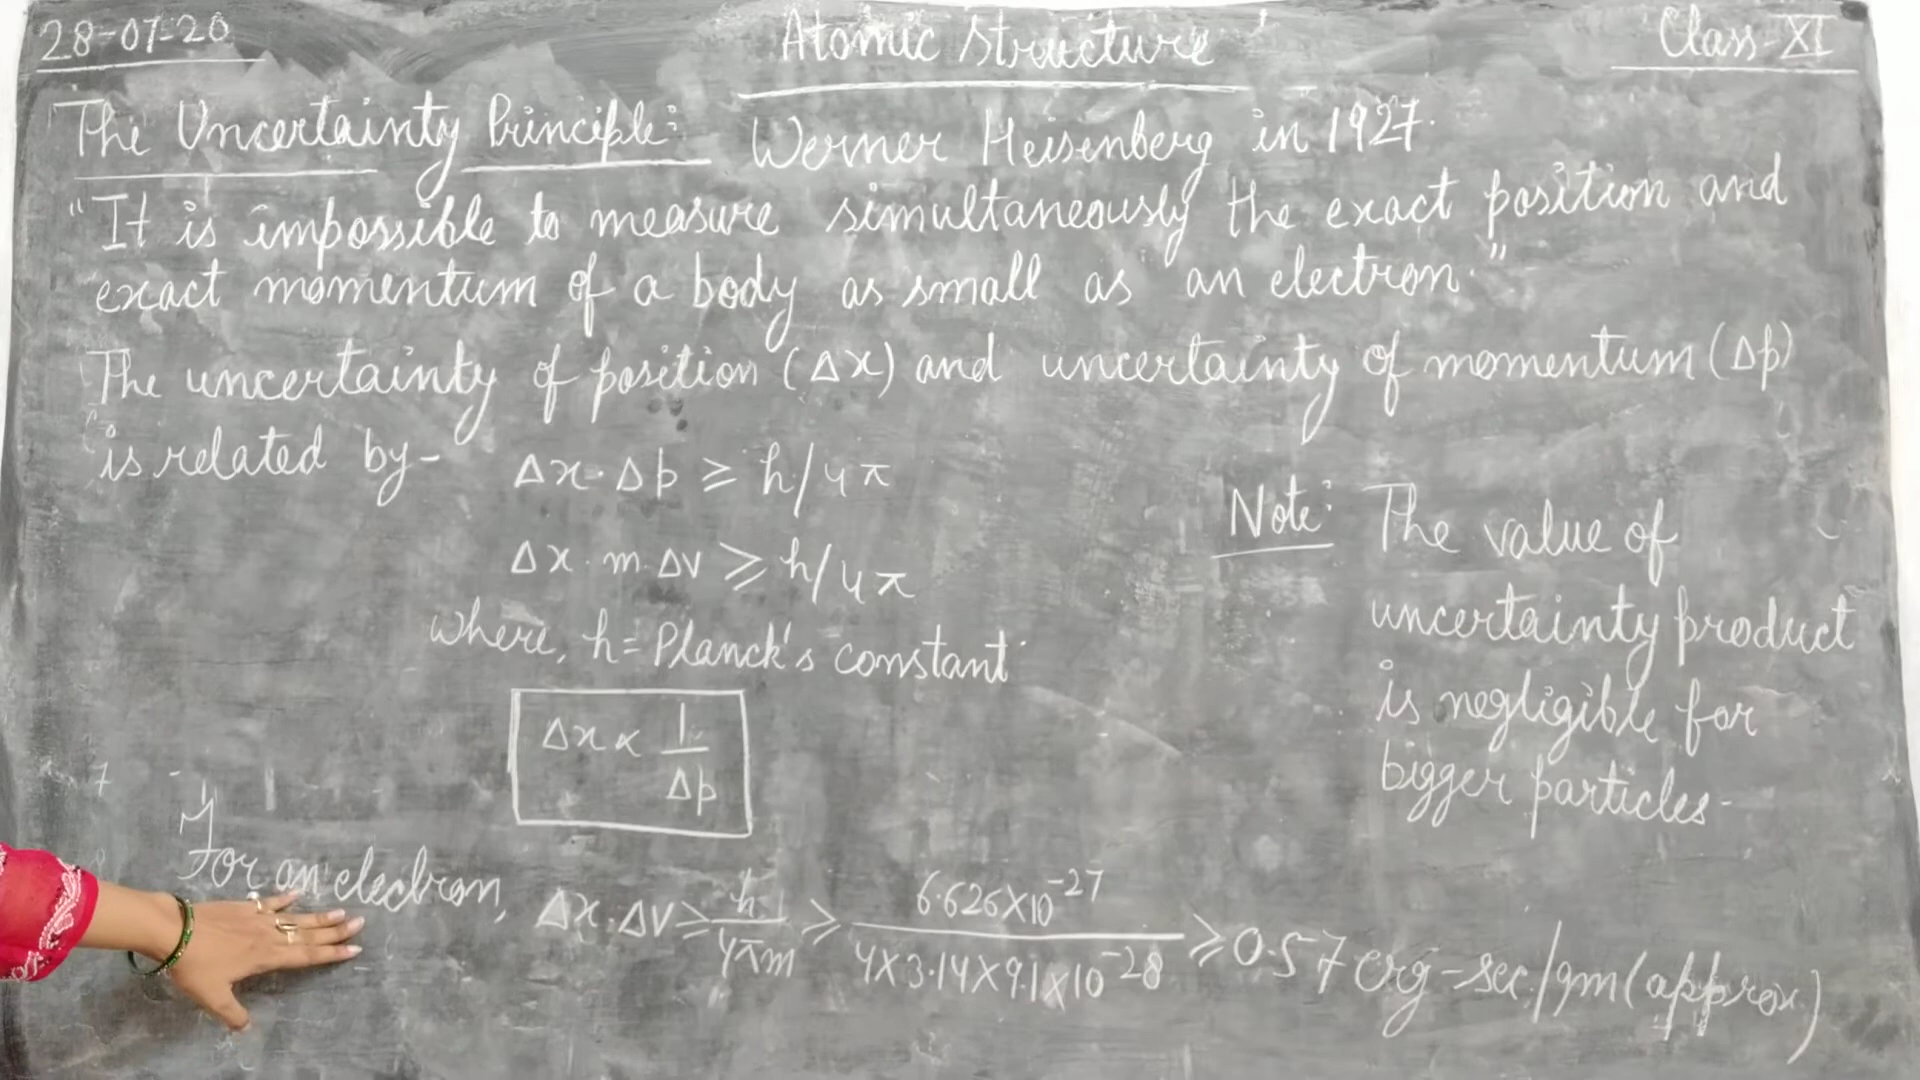 28-07-20
Atomic Structure
Class-XI
The Uncertainty Principle: Werner Heisenberg in 1927.
"It is impossible to measure simultaneously the exact position and
exact momentum of a body as small as an electron."
The uncertainty of position (Δx) and uncertainty of momentum (Δp)
is related by-
Δx·Δp ≥ h/4π
Δx·m·Δv ≥ h/4π
where, h = Planck's constant
Δx ∝ 1/Δp
Note: The value of
uncertainty product
is negligible for
bigger particles-
For an electron, Δx·Δv ≥ h/4πm ≥ 6.626×10⁻²⁷/4×3.14×9.1×10⁻²⁸ ≥ 0.57 erg-sec/gm (approx)